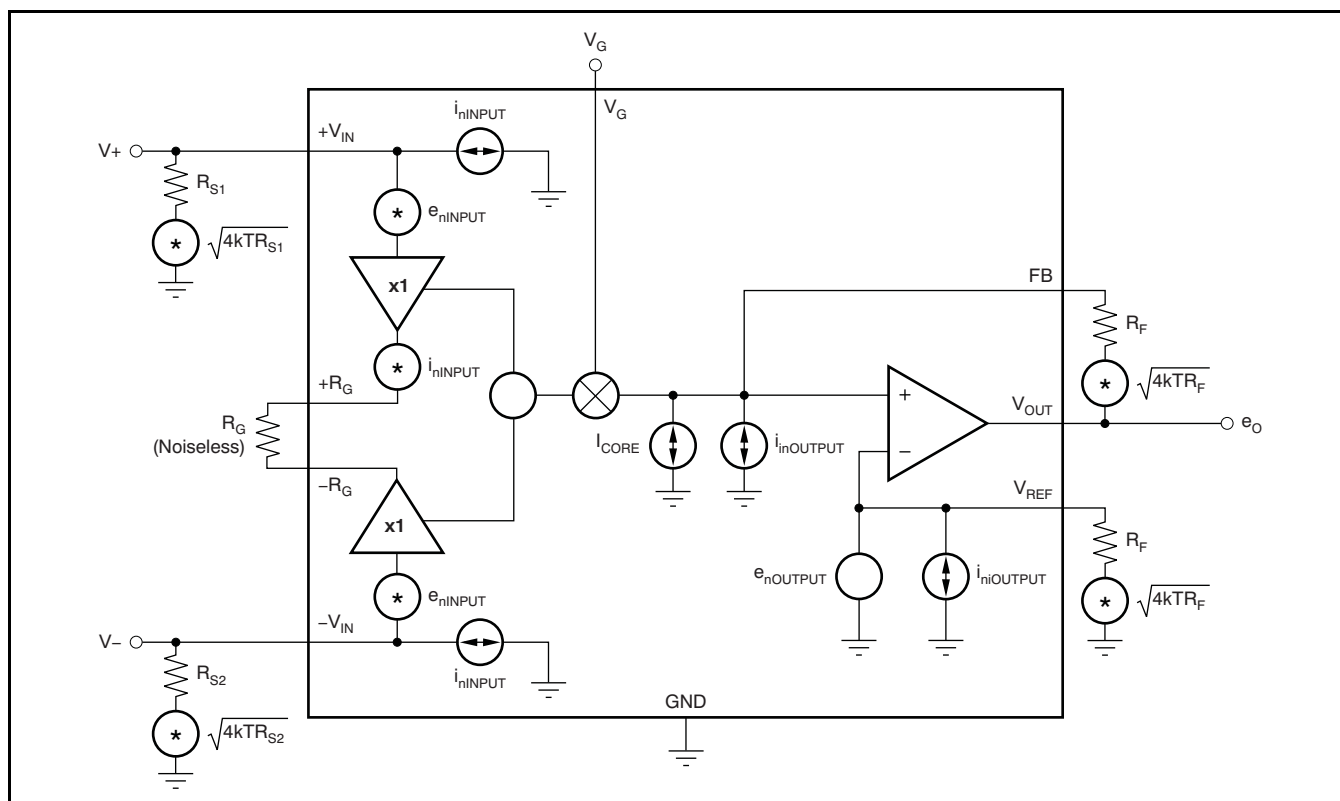 V_G
V_G
i_nINPUT
+V_IN
V+
R_S1
*
e_nINPUT
*
√4kTR_S1
x1
FB
*
i_nINPUT
R_F
+R_G
*
√4kTR_F
R_G
(Noiseless)
+
V_OUT
e_O
I_CORE
i_inOUTPUT
−
−R_G
V_REF
x1
R_F
e_nOUTPUT
i_niOUTPUT
*
e_nINPUT
*
√4kTR_F
−V_IN
V−
R_S2
i_nINPUT
GND
*
√4kTR_S2